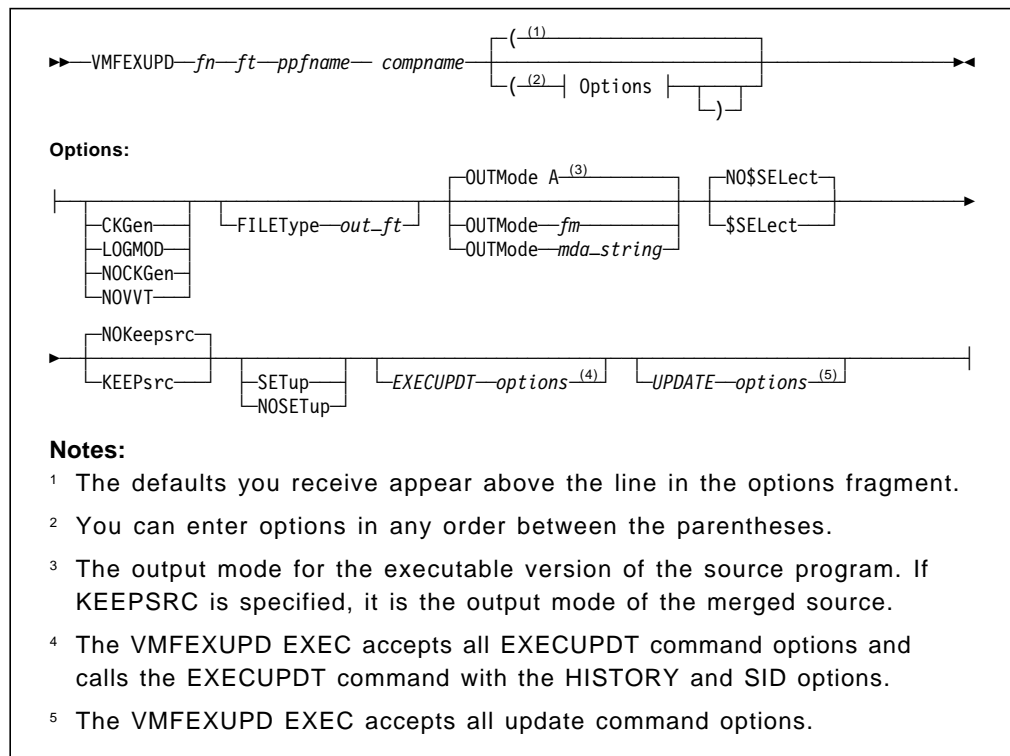 ( (1)
VMFEXUPD fn ft ppfname compname
( (2) Options
)
Options:
OUTMode A (3) NO$SELect
CKGen FILEType out_ft OUTMode fm $SELect
LOGMOD OUTMode mda_string
NOCKGen
NOVVT
NOKeepsrc
KEEPsrc SETup EXECUPDT options (4) UPDATE options (5)
NOSETup
Notes:
1 The defaults you receive appear above the line in the options fragment.
2 You can enter options in any order between the parentheses.
3 The output mode for the executable version of the source program. If
KEEPSRC is specified, it is the output mode of the merged source.
4 The VMFEXUPD EXEC accepts all EXECUPDT command options and
calls the EXECUPDT command with the HISTORY and SID options.
5 The VMFEXUPD EXEC accepts all update command options.